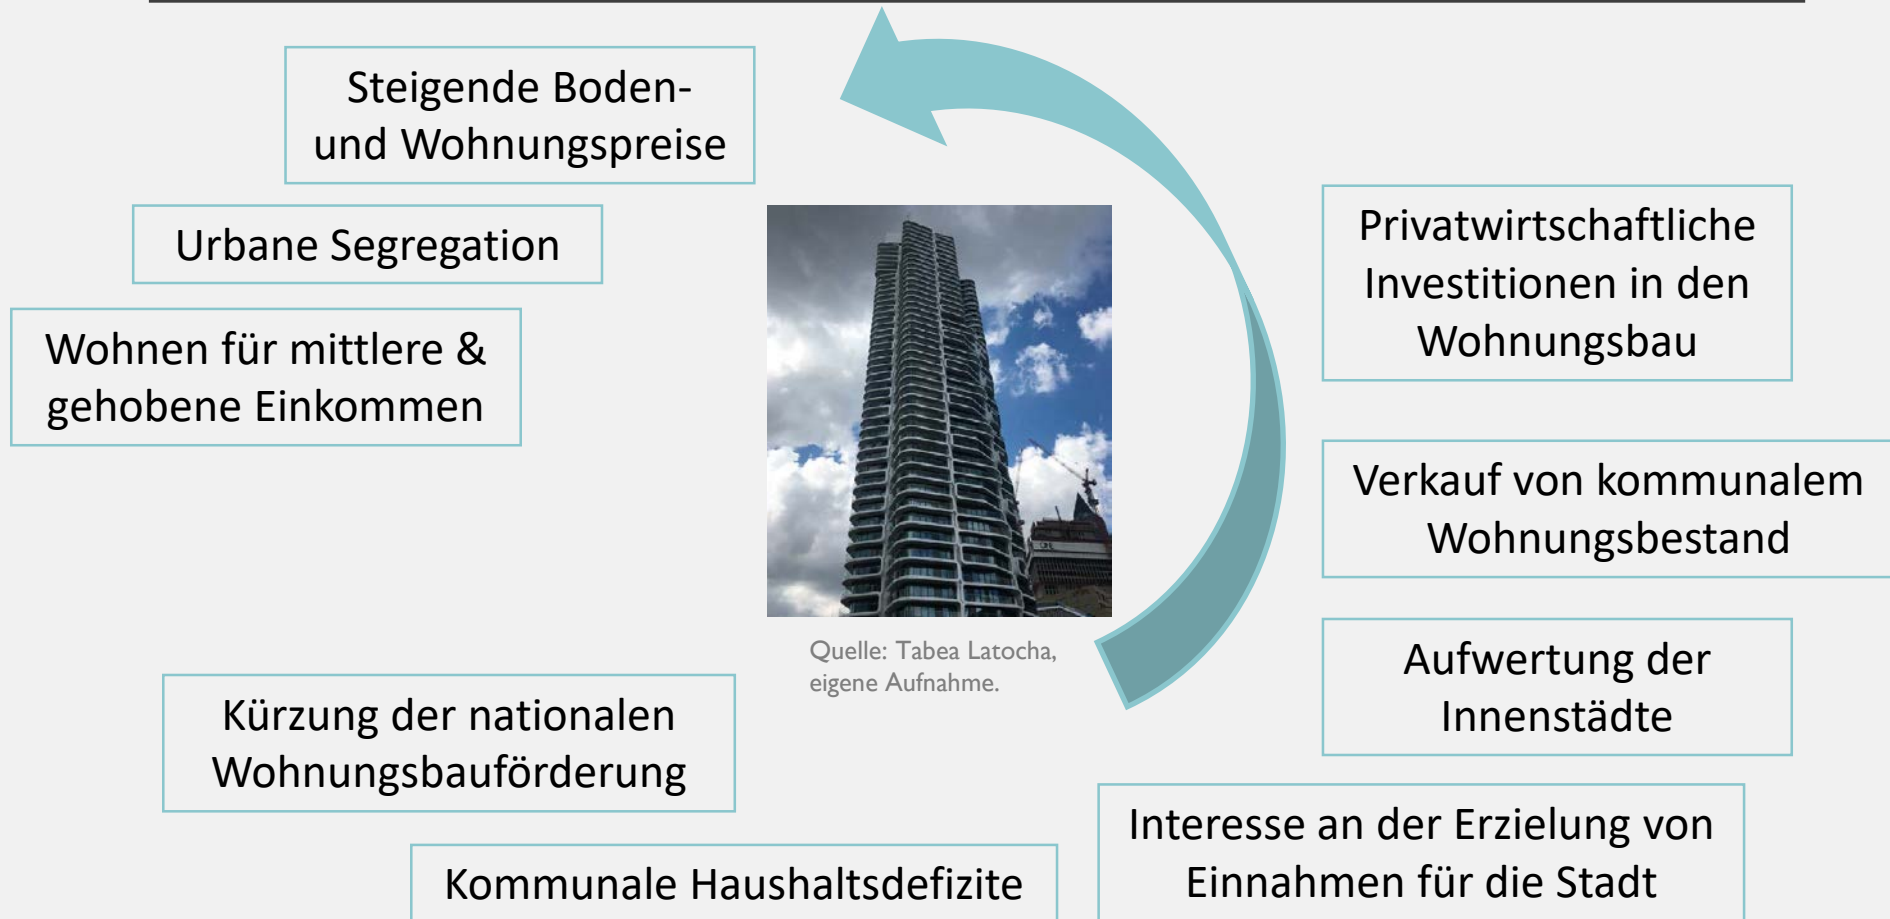 Steigende Boden-
und Wohnungspreise
Urbane Segregation
Wohnen für mittlere &
gehobene Einkommen
Privatwirtschaftliche
Investitionen in den
Wohnungsbau
Verkauf von kommunalem
Wohnungsbestand
Quelle: Tabea Latocha,
eigene Aufnahme.
Aufwertung der
Innenstädte
Kürzung der nationalen
Wohnungsbauförderung
Interesse an der Erzielung von
Einnahmen für die Stadt
Kommunale Haushaltsdefizite